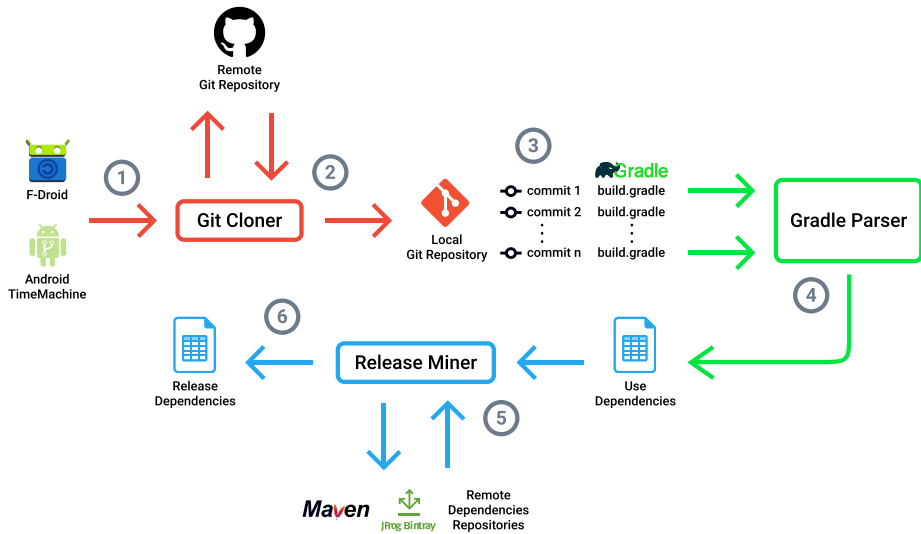 Remote
Git Repository
F-Droid
1
Git Cloner
Android
TimeMachine
2
Local
Git Repository
3
Gradle
commit 1 build.gradle
commit 2 build.gradle
commit n build.gradle
Gradle Parser
4
Use
Dependencies
Release Miner
5
Maven
JFrog Bintray
Remote
Dependencies
Repositories
6
Release
Dependencies